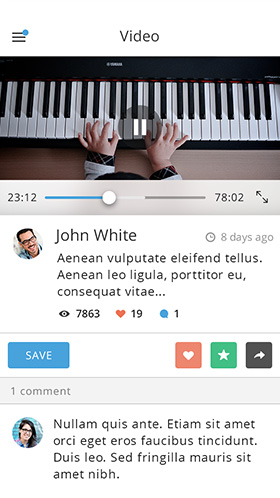 Video
YAMAHA
23:12
78:02
John White
8 days ago
Aenean vulputate eleifend tellus.
Aenean leo ligula, porttitor eu,
consequat vitae...
7863
19
1
SAVE
1 comment
Nullam quis ante. Etiam sit amet
orci eget eros faucibus tincidunt.
Duis leo. Sed fringilla mauris sit
amet nibh.